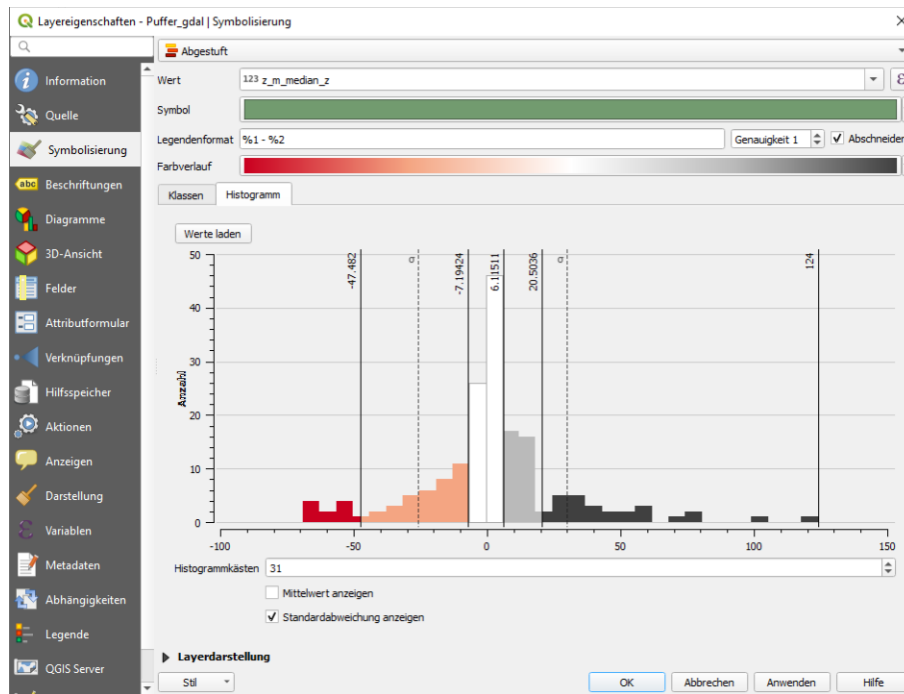 Layereigenschaften - Puffer_gdal | Symbolisierung
Information
Quelle
Symbolisierung
Beschriftungen
Diagramme
3D-Ansicht
Felder
Attributformular
Verknüpfungen
Hilfsspeicher
Aktionen
Anzeigen
Darstellung
Variablen
Metadaten
Abhängigkeiten
Legende
QGIS Server
Abgestuft
Wert 123 z_m_median_z ε
Symbol
Legendenformat %1 - %2 Genauigkeit 1 Abschneiden
Farbverlauf
Klassen Histogramm
Werte laden
-47.482 σ -7.19424 6.11511 20.5036 σ 124
50
40
30
20
10
0
Anzahl
-100 -50 0 50 100 150
Histogrammkästen 31
Mittelwert anzeigen
Standardabweichung anzeigen
Layerdarstellung
Stil OK Abbrechen Anwenden Hilfe